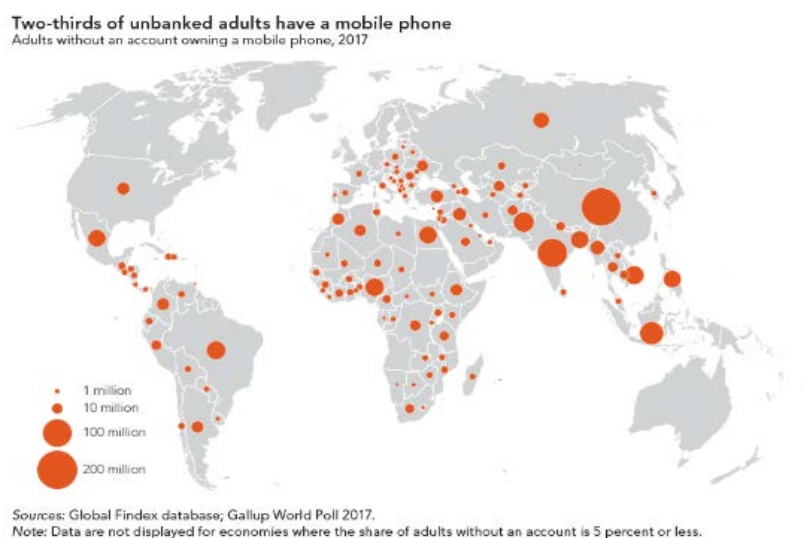 Two-thirds of unbanked adults have a mobile phone
Adults without an account owning a mobile phone, 2017
1 million
10 million
100 million
200 million
Sources: Global Findex database; Gallup World Poll 2017.
Note: Data are not displayed for economies where the share of adults without an account is 5 percent or less.